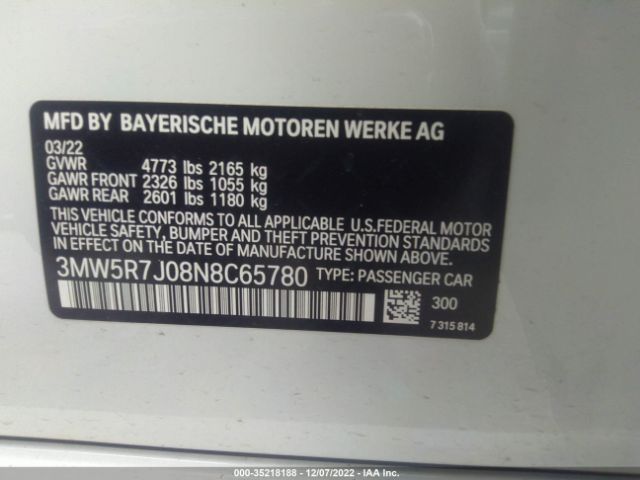 MFD BY BAYERISCHE MOTOREN WERKE AG
03/22
GVWR 4773 lbs 2165 kg
GAWR FRONT 2326 lbs 1055 kg
GAWR REAR 2601 lbs 1180 kg
THIS VEHICLE CONFORMS TO ALL APPLICABLE U.S.FEDERAL MOTOR
VEHICLE SAFETY, BUMPER AND THEFT PREVENTION STANDARDS
IN EFFECT ON THE DATE OF MANUFACTURE SHOWN ABOVE.
3MW5R7J08N8C65780 TYPE: PASSENGER CAR
300
7 315 814
000-35218188 - 12/07/2022 - IAA Inc.